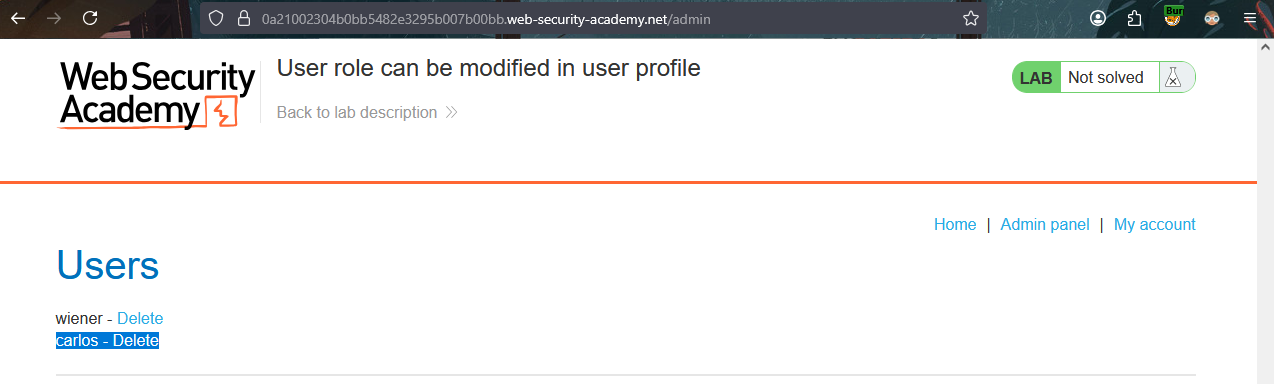 0a21002304b0bb5482e3295b007b00bb.web-security-academy.net/admin
Bur
Web Security
Academy
User role can be modified in user profile
Back to lab description
LAB Not solved
Home | Admin panel | My account
Users
wiener - Delete
carlos - Delete